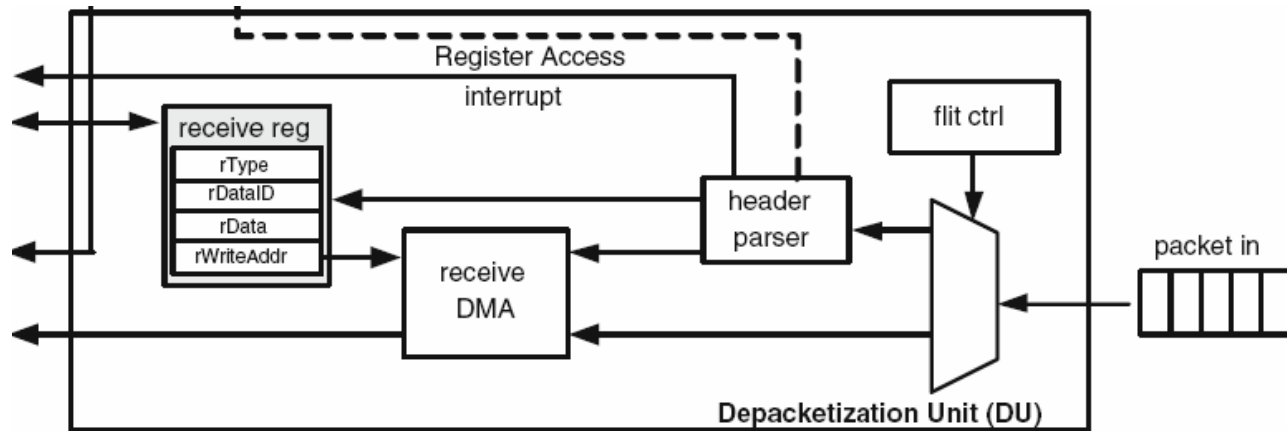 Register Access
interrupt
receive reg
rType
rDataID
rData
rWriteAddr
receive
DMA
header
parser
flit ctrl
packet in
Depacketization Unit (DU)